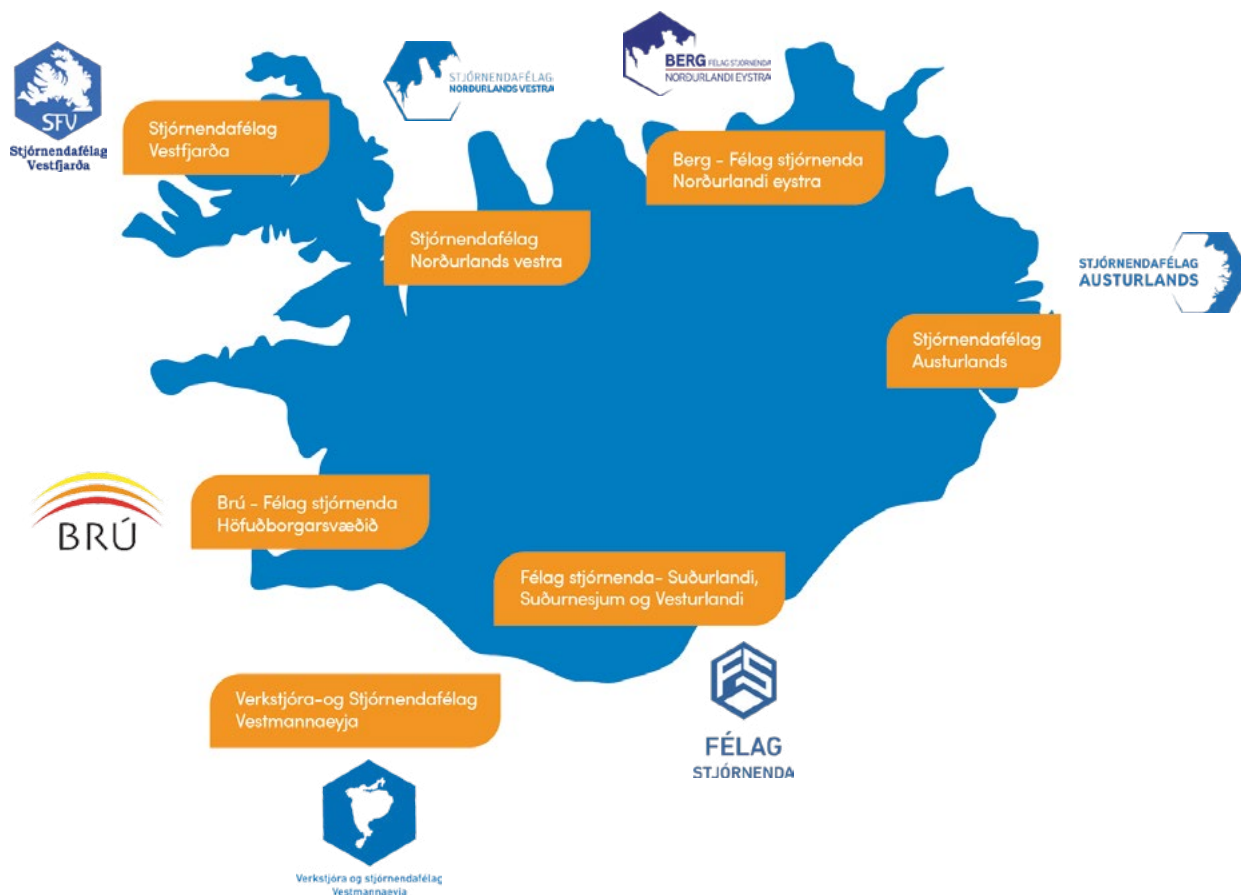 SFV
Stjórnendafélag
Vestfjarða
Stjórnendafélag
Vestfjarða
STJÓRNENDAFÉLAG
NORÐURLANDS VESTRA
BERG FÉLAG STJÓRNENDA
NORÐURLANDI EYSTRA
Berg - Félag stjórnenda
Norðurlandi eystra
Stjórnendafélag
Norðurlands vestra
STJÓRNENDAFÉLAG
AUSTURLANDS
Stjórnendafélag
Austurlands
BRÚ
Brú - Félag stjórnenda
Höfuðborgarsvæðið
Félag stjórnenda- Suðurlandi,
Suðurnesjum og Vesturlandi
FÉLAG
STJÓRNENDA
Verkstjóra-og Stjórnendafélag
Vestmannaeyja
Verkstjóra og stjórnendafélag
Vestmannaeyja